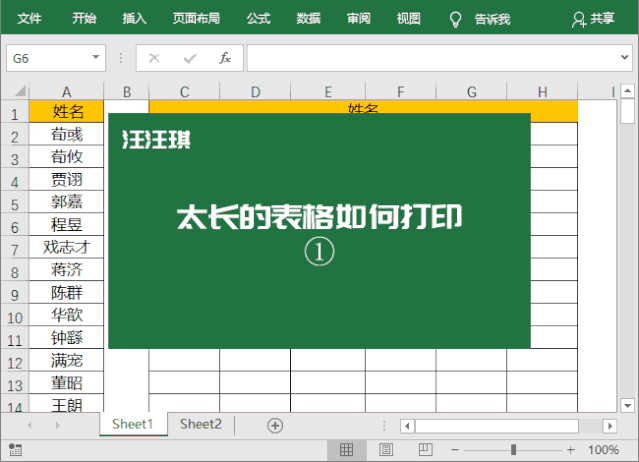 文件 开始 插入 页面布局 公式 数据 审阅 视图 告诉我 共享
G6 fx
A B C D E F G H I
1 姓名 姓名
2 荀彧
3 荀攸
4 贾诩
5 郭嘉
6 程昱
7 戏志才
8 蒋济
9 陈群
10 华歆
11 钟繇
12 满宠
13 董昭
14 王朗
汪汪琪
太长的表格如何打印
①
Sheet1 Sheet2
100%